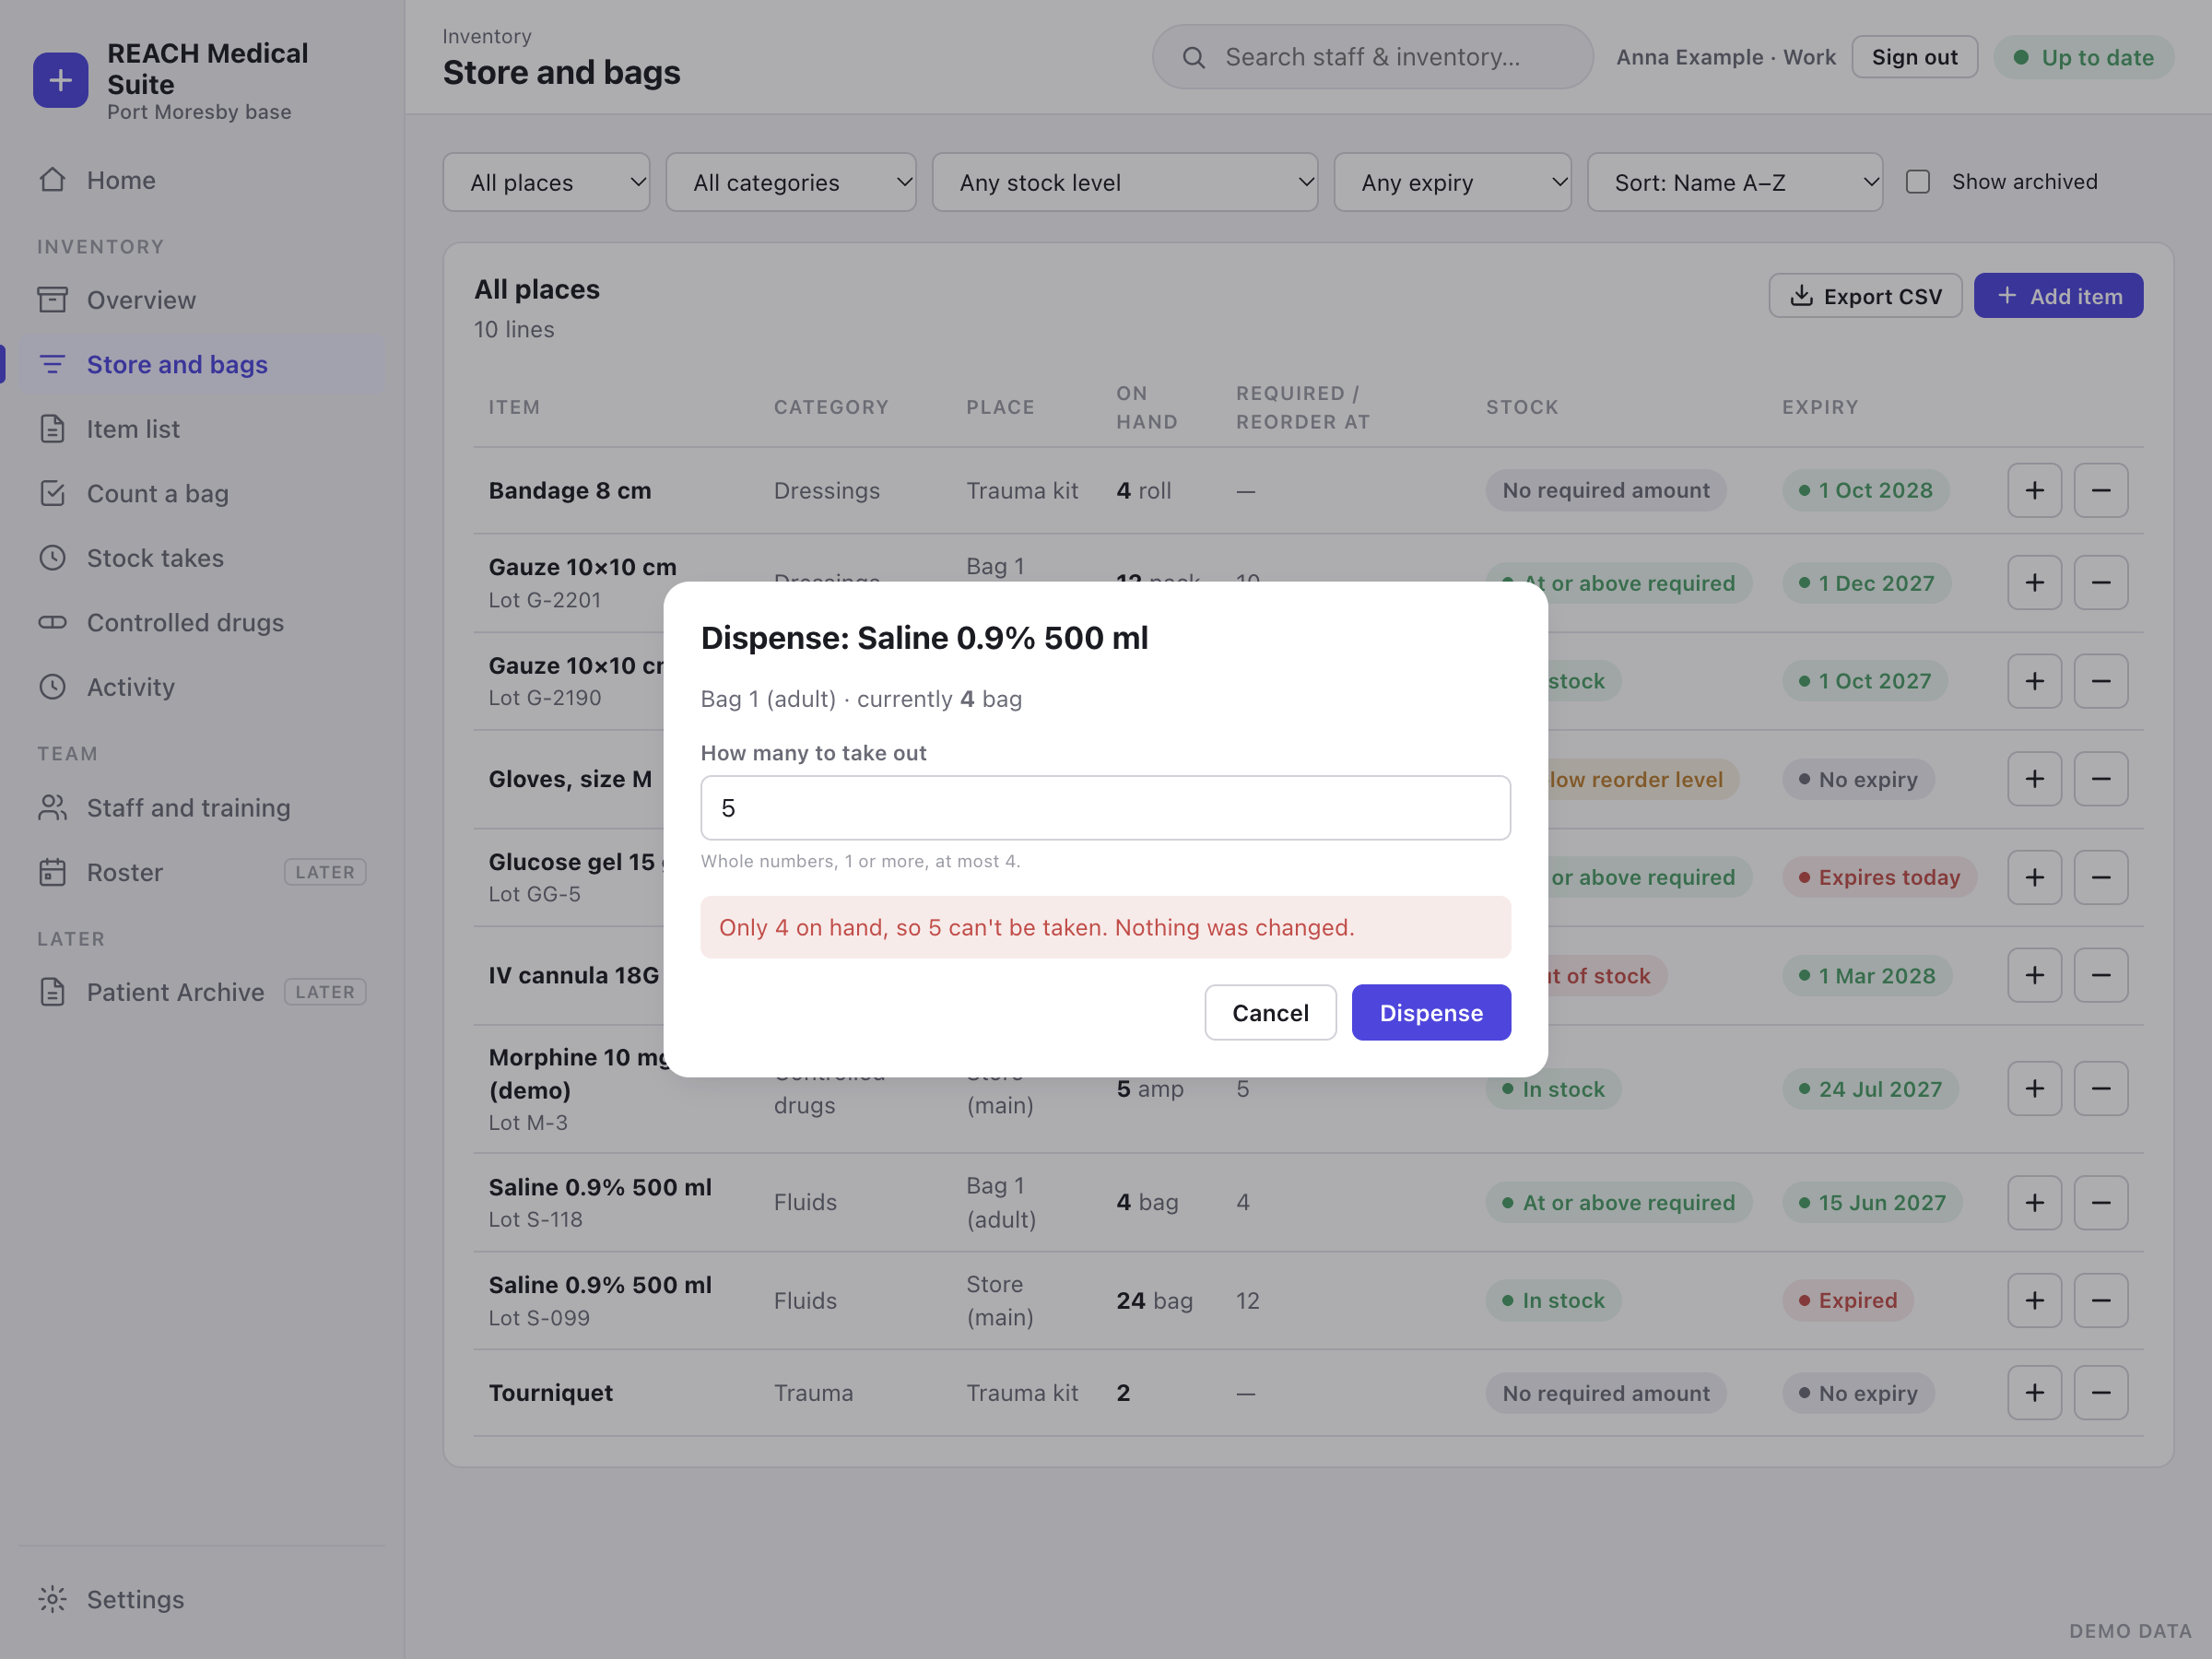 REACH Medical
Suite
Port Moresby base
Home
INVENTORY
Overview
Store and bags
Item list
Count a bag
Stock takes
Controlled drugs
Activity
TEAM
Staff and training
Roster LATER
LATER
Patient Archive LATER
Settings
Inventory
Store and bags
Search staff & inventory...
Anna Example · Work
Sign out
Up to date
All places
All categories
Any stock level
Any expiry
Sort: Name A–Z
Show archived
All places
10 lines
Export CSV
Add item
ITEM CATEGORY PLACE ON HAND REQUIRED / REORDER AT STOCK EXPIRY
Bandage 8 cm Dressings Trauma kit 4 roll — No required amount 1 Oct 2028
Gauze 10×10 cm Bag 1 At or above required 1 Dec 2027
Lot G-2201
Gauze 10×10 stock 1 Oct 2027
Lot G-2190
Gloves, size M reorder level No expiry
Glucose gel 15 or above required Expires today
Lot GG-5
IV cannula 18G of stock 1 Mar 2028
Morphine 10 (demo) drugs (main) 5 amp 5 In stock 24 Jul 2027
Lot M-3
Saline 0.9% 500 ml Fluids Bag 1 (adult) 4 bag 4 At or above required 15 Jun 2027
Lot S-118
Saline 0.9% 500 ml Fluids Store (main) 24 bag 12 In stock Expired
Lot S-099
Tourniquet Trauma Trauma kit 2 — No required amount No expiry
Dispense: Saline 0.9% 500 ml
Bag 1 (adult) · currently 4 bag
How many to take out
5
Whole numbers, 1 or more, at most 4.
Only 4 on hand, so 5 can't be taken. Nothing was changed.
Cancel
Dispense
DEMO DATA